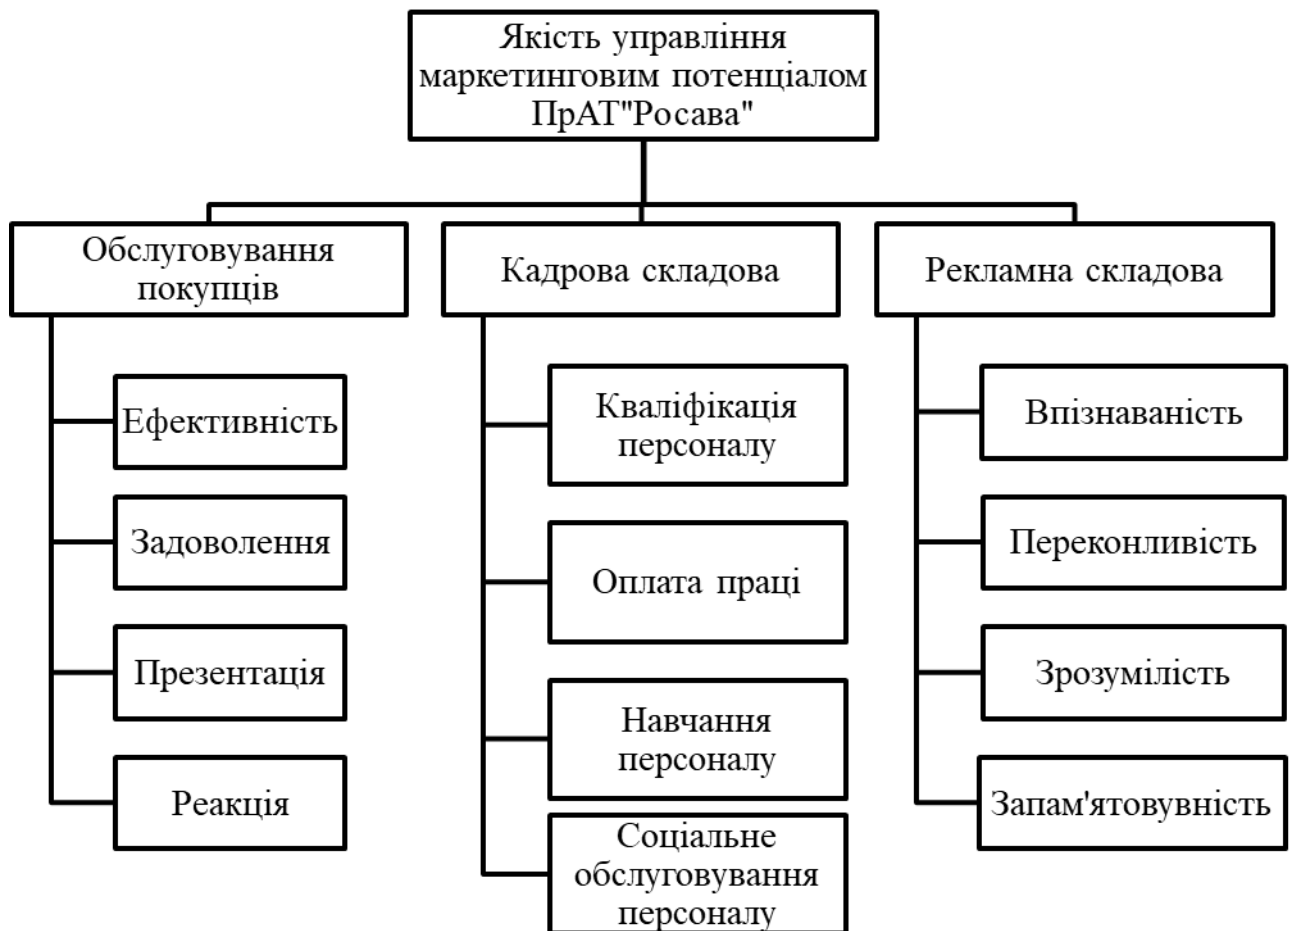 Якість управління
маркетинговим потенціалом
ПрАТ"Росава"
Обслуговування
покупців
Ефективність
Задоволення
Презентація
Реакція
Кадрова складова
Кваліфікація
персоналу
Оплата праці
Навчання
персоналу
Соціальне
обслуговування
персоналу
Рекламна складова
Впізнаваність
Переконливість
Зрозумілість
Запам'ятовувність